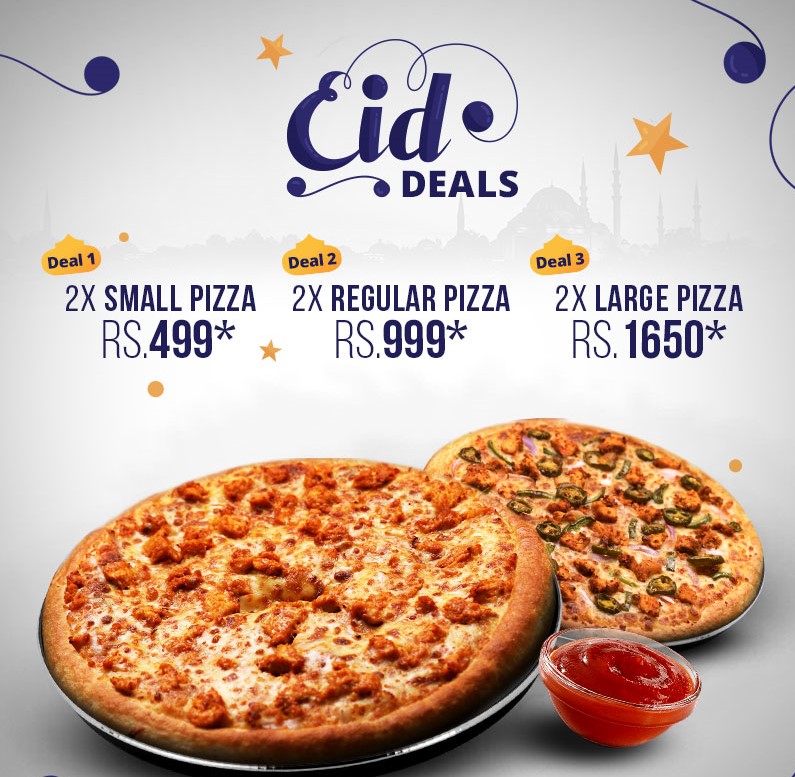 Eid
DEALS
Deal 1
2X SMALL PIZZA
RS.499*
Deal 2
2X REGULAR PIZZA
RS.999*
Deal 3
2X LARGE PIZZA
RS. 1650*